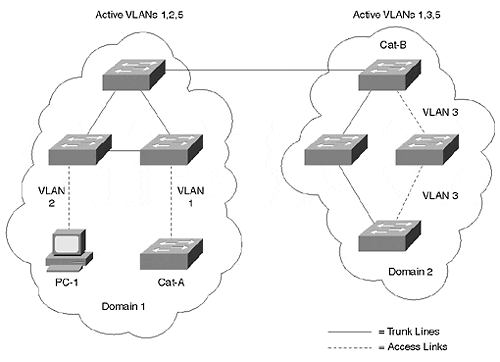 Active VLANs 1,2,5
Active VLANs 1,3,5
Cat-B
VLAN 3
VLAN
2
VLAN
1
VLAN 3
PC-1
Cat-A
Domain 1
Domain 2
= Trunk Lines
= Access Links